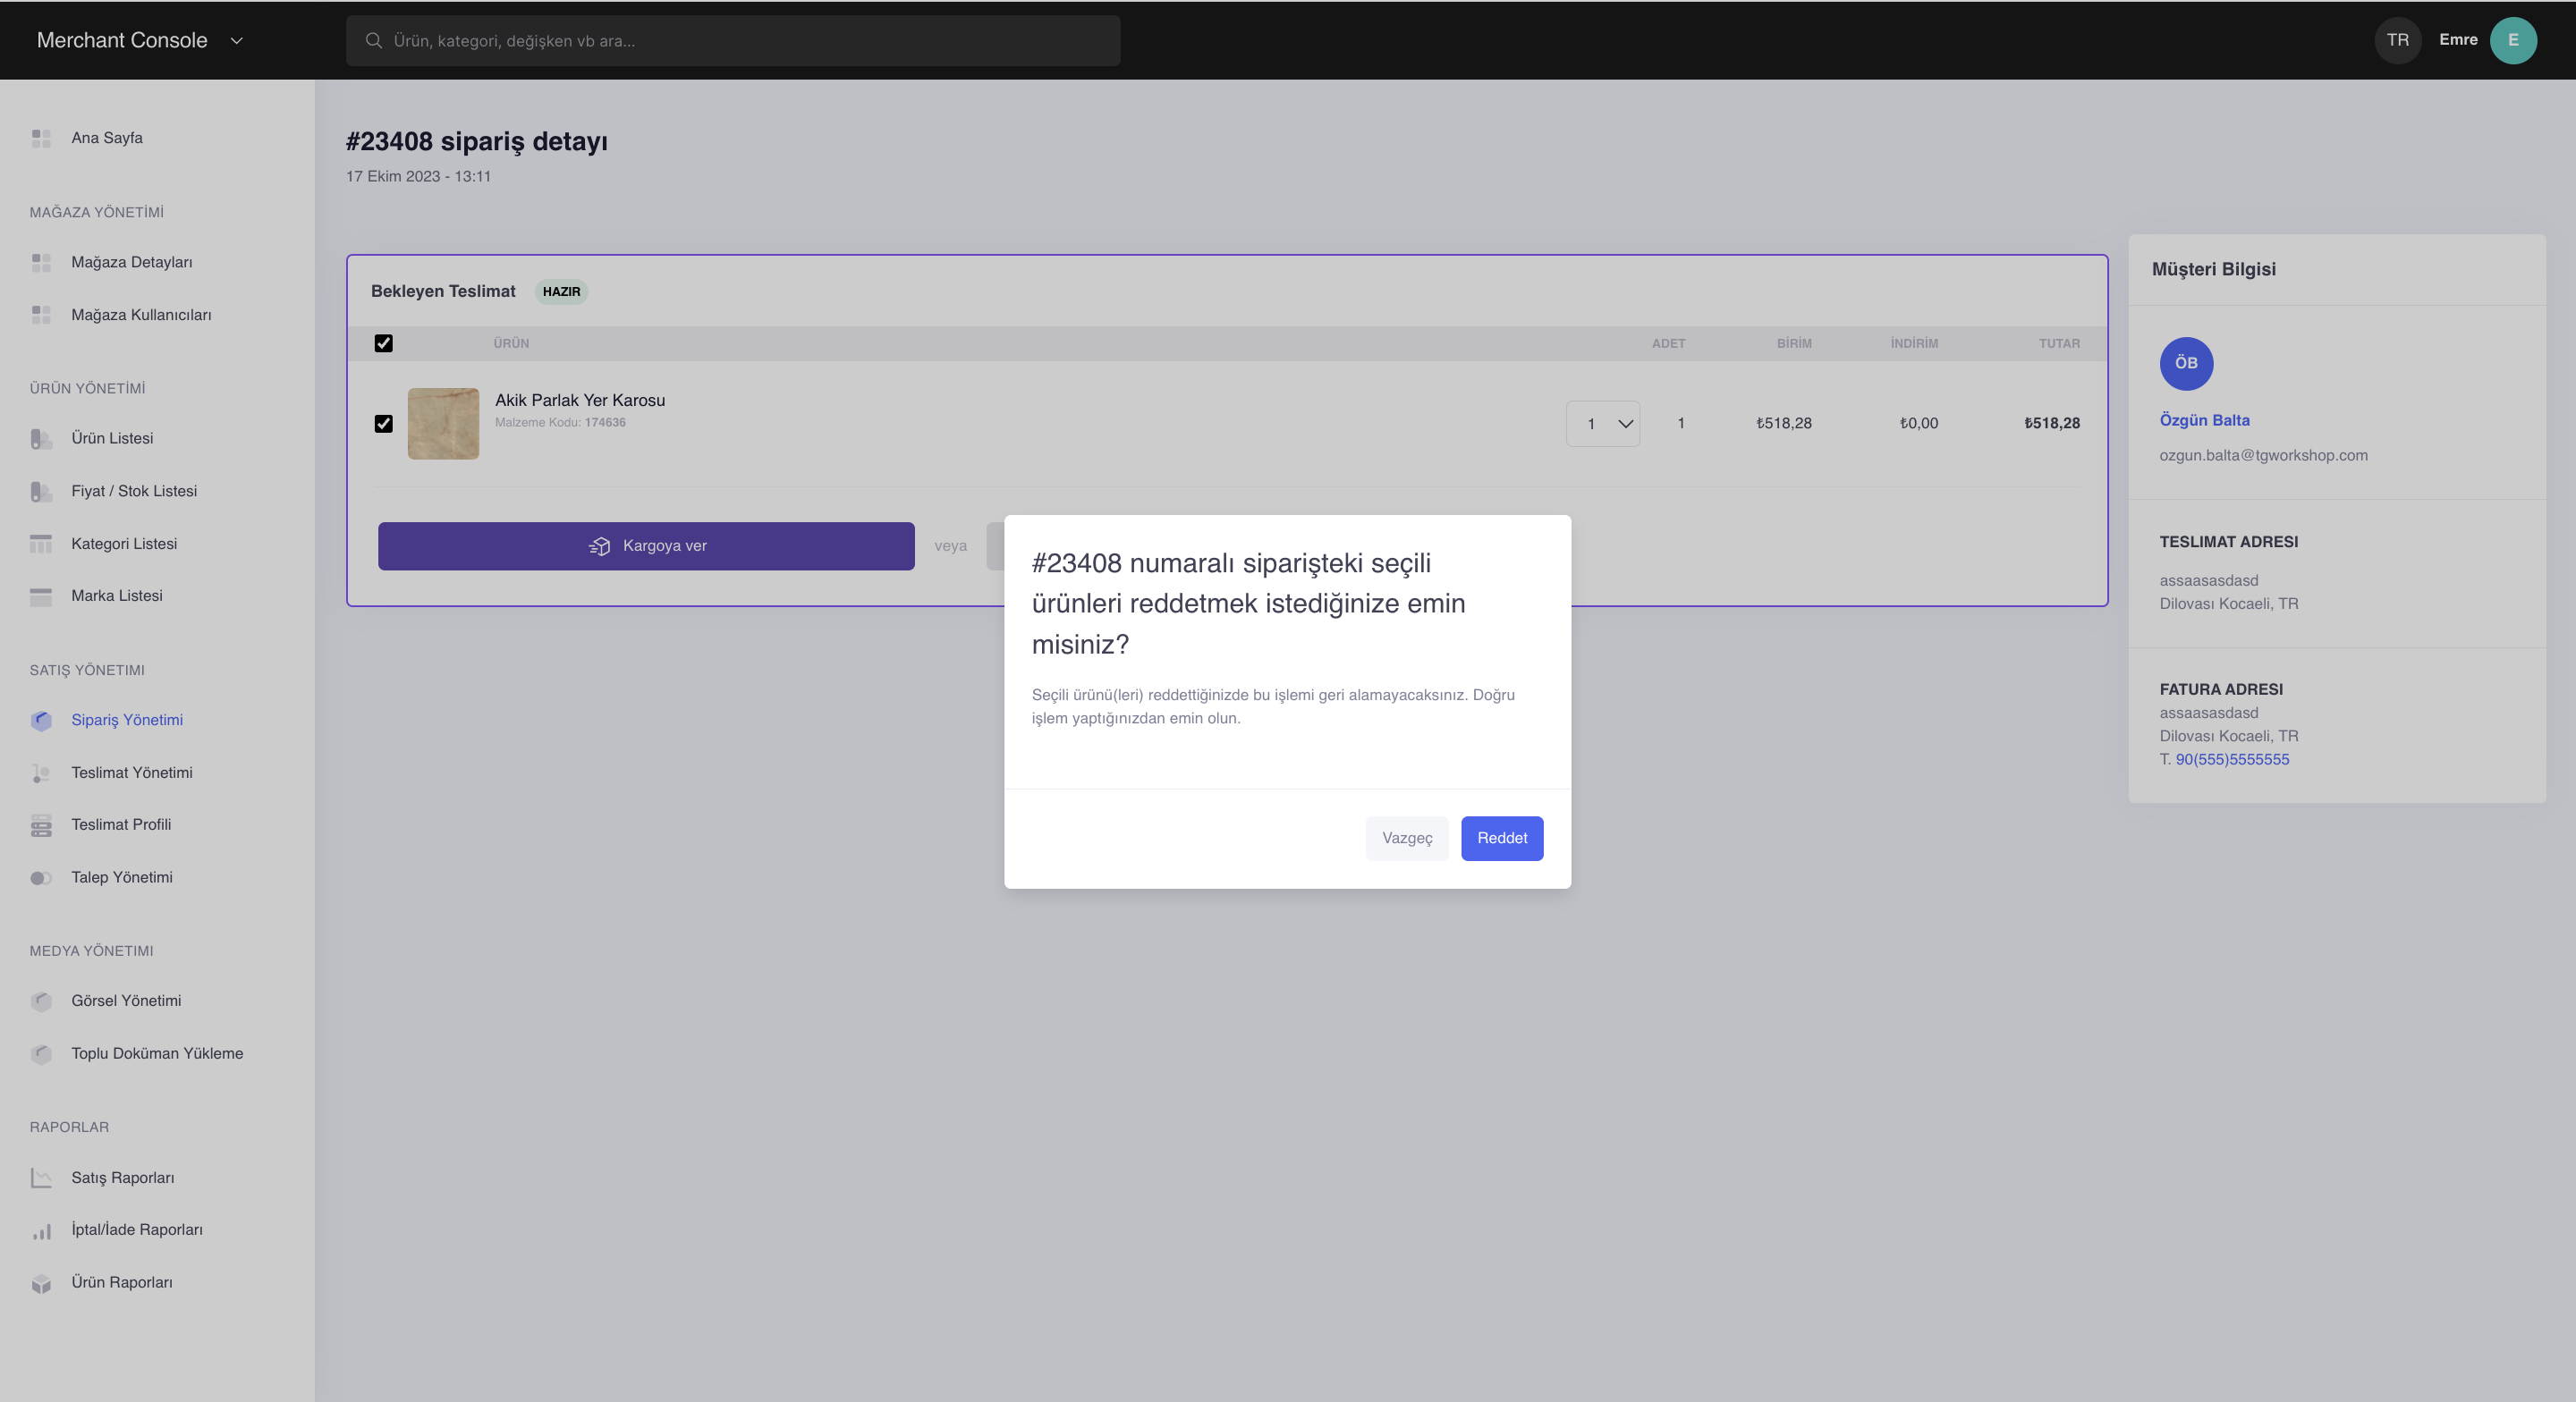 Merchant Console
Ürün, kategori, değişken vb ara...
TR
Emre
E
Ana Sayfa
MAĞAZA YÖNETİMİ
Mağaza Detayları
Mağaza Kullanıcıları
ÜRÜN YÖNETİMİ
Ürün Listesi
Fiyat / Stok Listesi
Kategori Listesi
Marka Listesi
SATIŞ YÖNETIMI
Sipariş Yönetimi
Teslimat Yönetimi
Teslimat Profili
Talep Yönetimi
MEDYA YÖNETIMI
Görsel Yönetimi
Toplu Doküman Yükleme
RAPORLAR
Satış Raporları
İptal/İade Raporları
Ürün Raporları
#23408 sipariş detayı
17 Ekim 2023 - 13:11
Bekleyen Teslimat HAZIR
ÜRÜN ADET BİRİM İNDİRİM TUTAR
Akik Parlak Yer Karosu
Malzeme Kodu: 174636
1 1 ₺518,28 ₺0,00 ₺518,28
Kargoya ver veya
#23408 numaralı siparişteki seçili
ürünleri reddetmek istediğinize emin
misiniz?
Seçili ürünü(leri) reddettiğinizde bu işlemi geri alamayacaksınız. Doğru
işlem yaptığınızdan emin olun.
Vazgeç Reddet
Müşteri Bilgisi
ÖB
Özgün Balta
ozgun.balta@tgworkshop.com
TESLIMAT ADRESI
assaasasdasd
Dilovası Kocaeli, TR
FATURA ADRESI
assaasasdasd
Dilovası Kocaeli, TR
T. 90(555)5555555